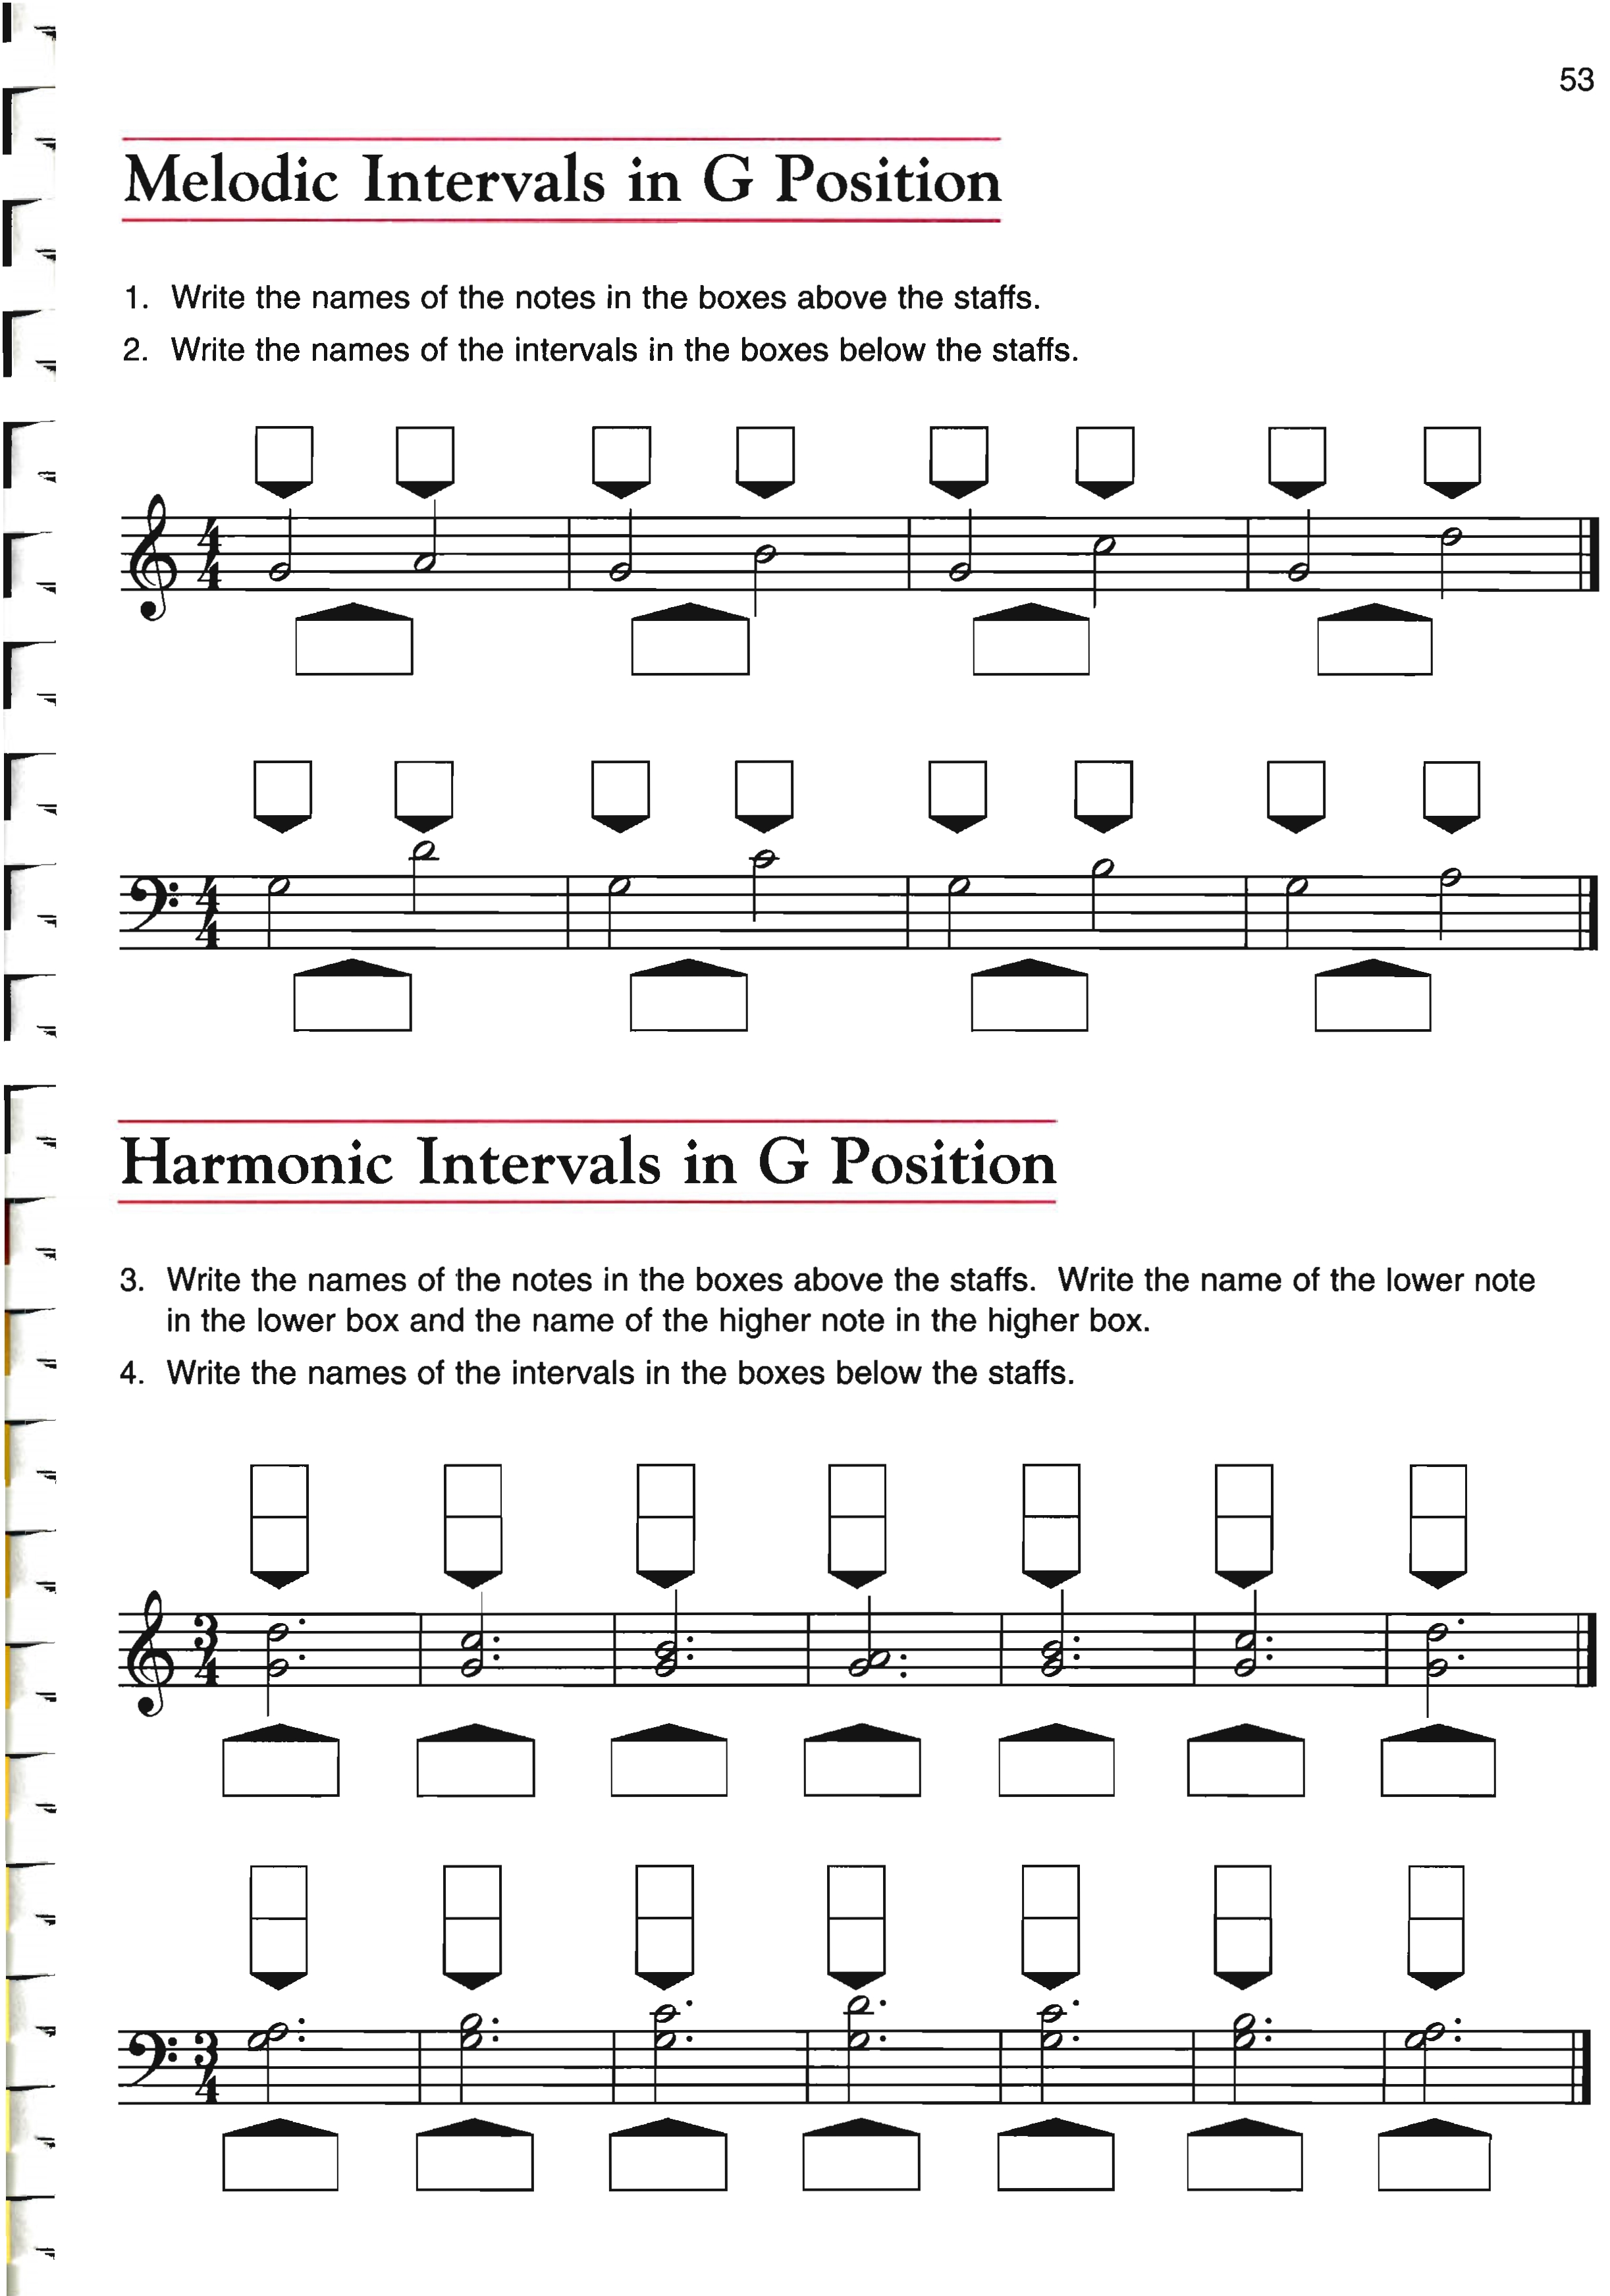 53
Melodic Intervals in G Position
1. Write the names of the notes in the boxes above the staffs.
2. Write the names of the intervals in the boxes below the staffs.
4
4
4
4
Harmonic Intervals in G Position
3. Write the names of the notes in the boxes above the staffs. Write the name of the lower note
in the lower box and the name of the higher note in the higher box.
4. Write the names of the intervals in the boxes below the staffs.
3
4
3
4